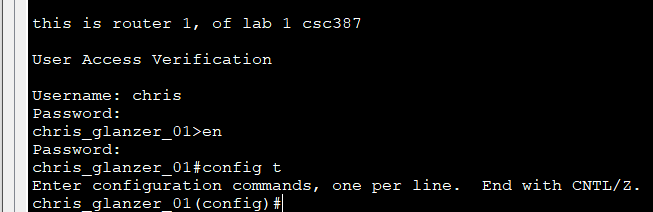 this is router 1, of lab 1 csc387
User Access Verification
Username: chris
Password:
chris_glanzer_01>en
Password:
chris_glanzer_01#config t
Enter configuration commands, one per line.  End with CNTL/Z.
chris_glanzer_01(config)#